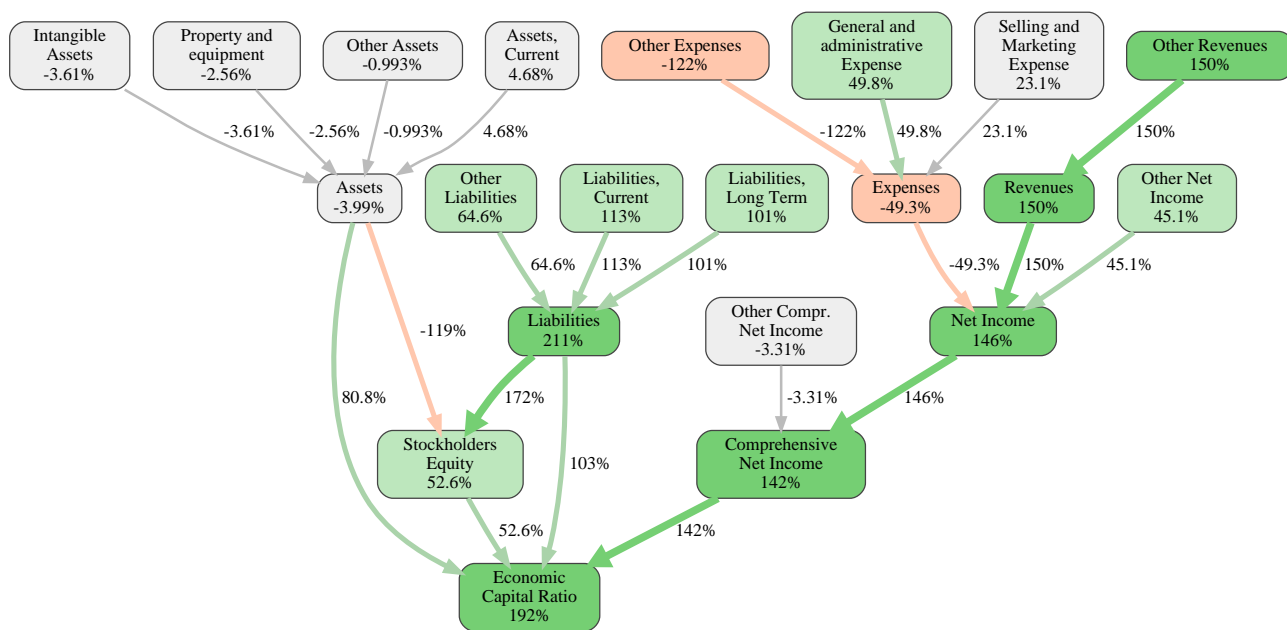 Intangible
Assets
-3.61%
Property and
equipment
-2.56%
Other Assets
-0.993%
Assets,
Current
4.68%
Other Expenses
-122%
General and
administrative
Expense
49.8%
Selling and
Marketing
Expense
23.1%
Other Revenues
150%
-3.61%
-2.56%
-0.993%
4.68%
-122%
49.8%
23.1%
150%
Assets
-3.99%
Other
Liabilities
64.6%
Liabilities,
Current
113%
Liabilities,
Long Term
101%
Expenses
-49.3%
Revenues
150%
Other Net
Income
45.1%
64.6%
113%
101%
-49.3%
150%
45.1%
-119%
Liabilities
211%
Other Compr.
Net Income
-3.31%
Net Income
146%
80.8%
172%
-3.31%
146%
Stockholders
Equity
52.6%
103%
Comprehensive
Net Income
142%
52.6%
142%
Economic
Capital Ratio
192%